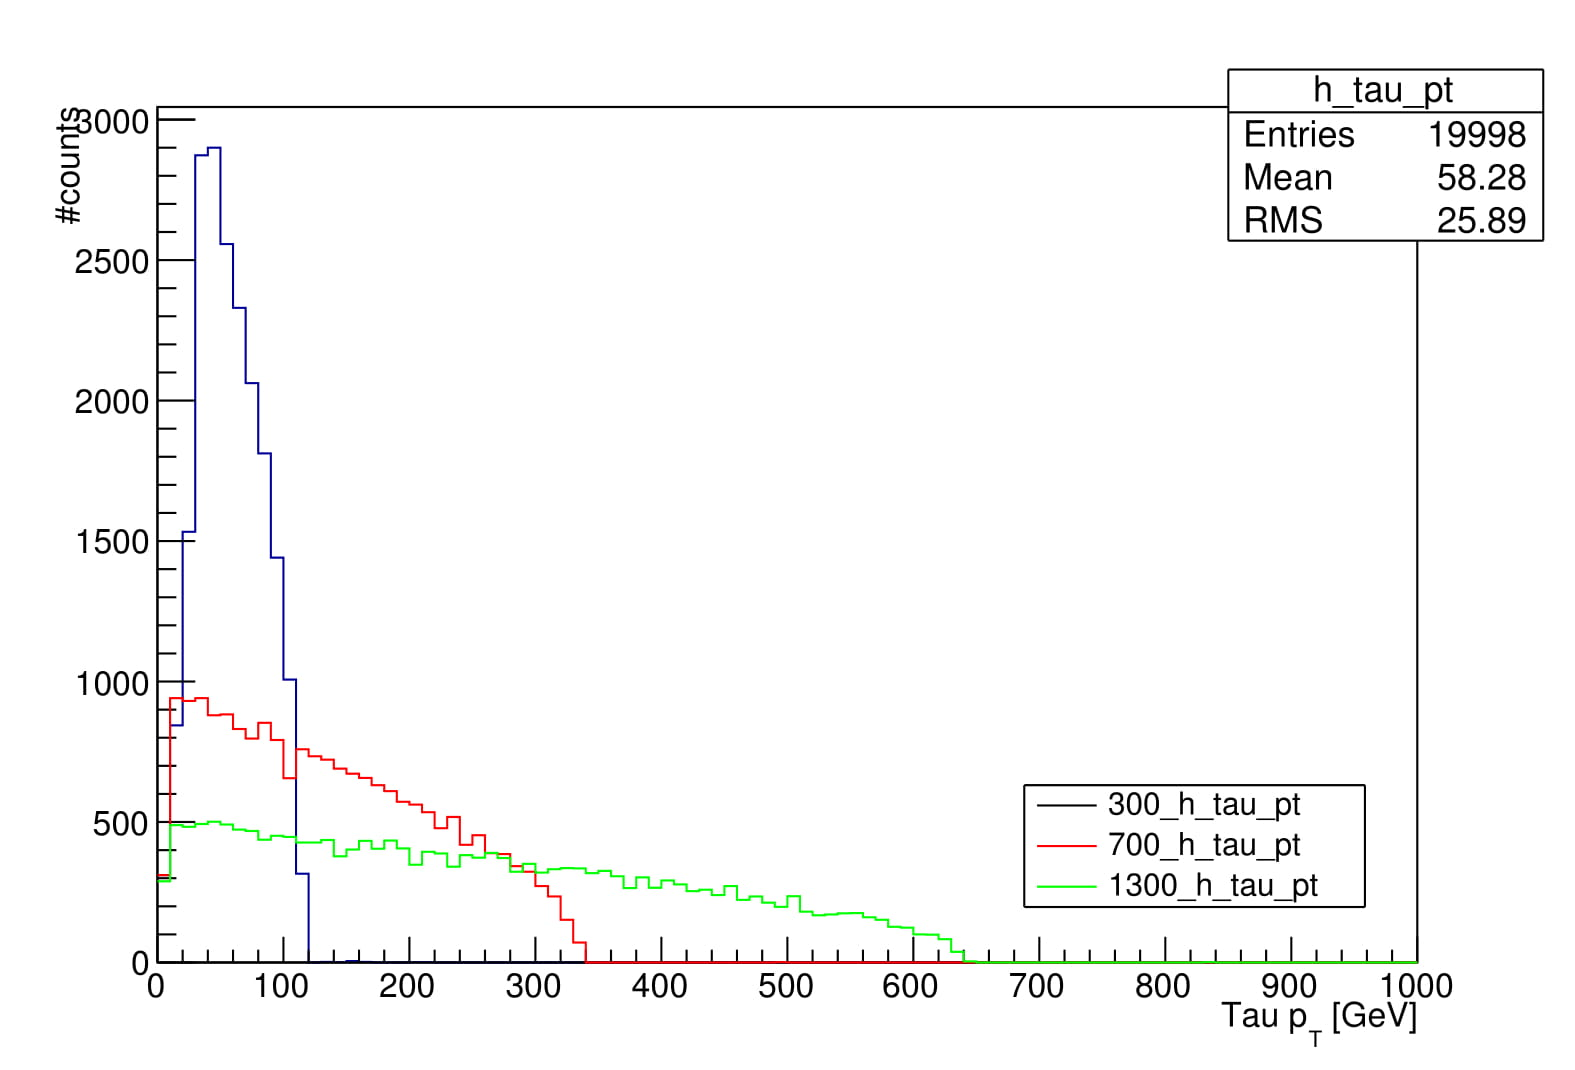 h_tau_pt
Entries 19998
Mean 58.28
RMS 25.89
#counts
3000
2500
2000
1500
1000
500
0
300_h_tau_pt
700_h_tau_pt
1300_h_tau_pt
0 100 200 300 400 500 600 700 800 900 1000
Tau p_T [GeV]